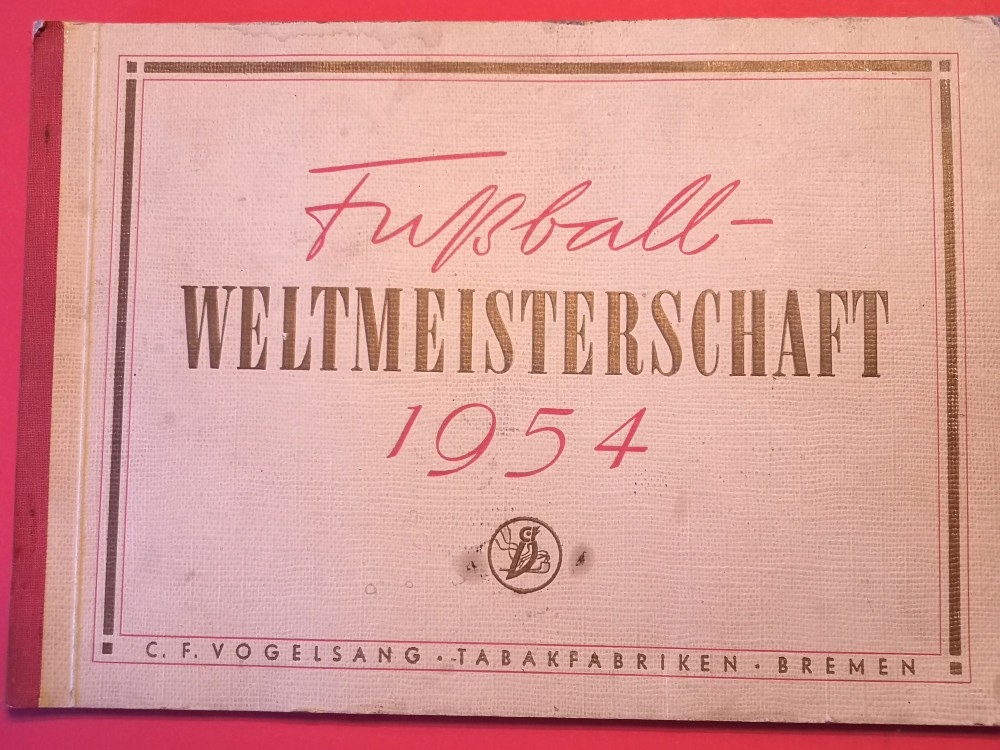 Fußball-
WELTMEISTERSCHAFT
1954
C. F. VOGELSANG · TABAKFABRIKEN · BREMEN